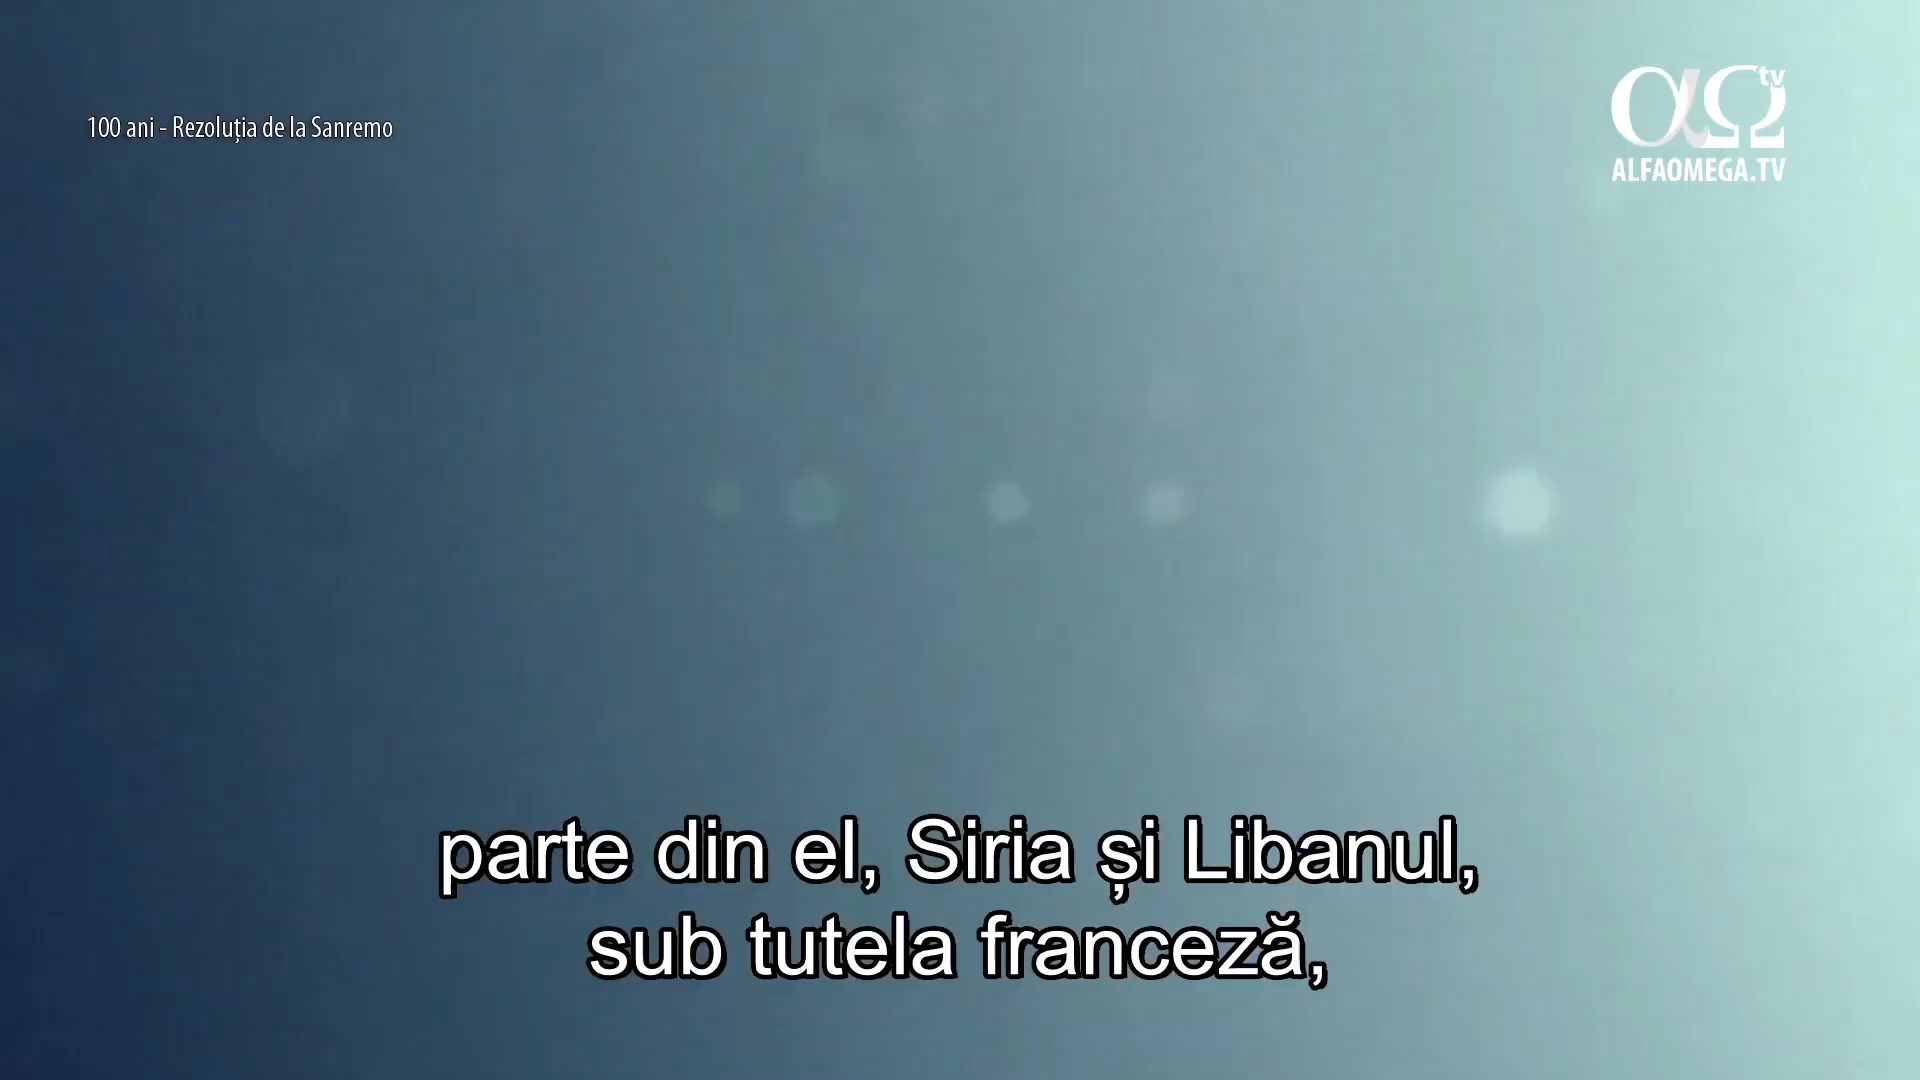 100 ani - Rezoluția de la Sanremo
αΩ tv
ALFAOMEGA.TV
parte din el, Siria și Libanul,
sub tutela franceză,